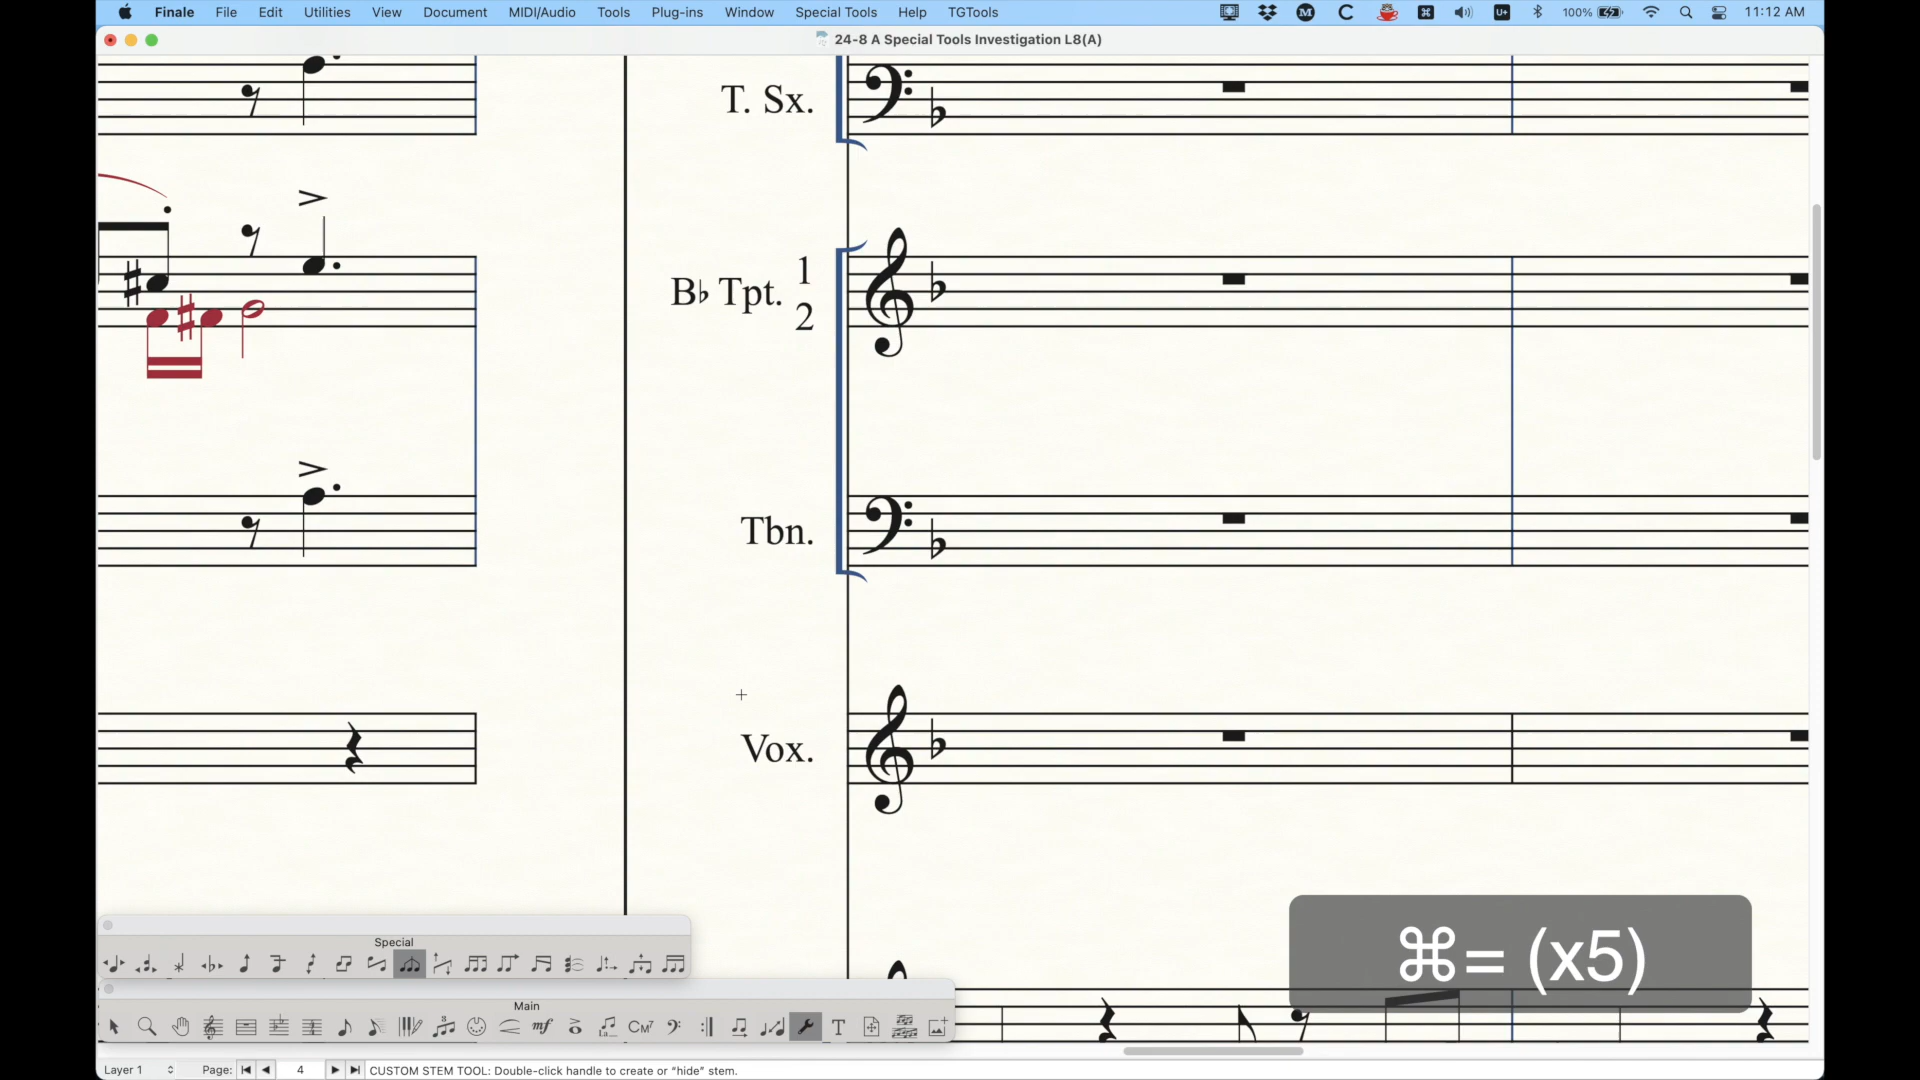 Finale File Edit Utilities View Document MIDI/Audio Tools Plug-ins Window Special Tools Help TGTools 100% 11:12 AM
24-8 A Special Tools Investigation L8(A)
T. Sx.
B♭ Tpt. 1
2
Tbn.
Vox.
⌘= (x5)
Special
Main
mf CM7 T
Layer 1 Page: 4 CUSTOM STEM TOOL: Double-click handle to create or “hide” stem.